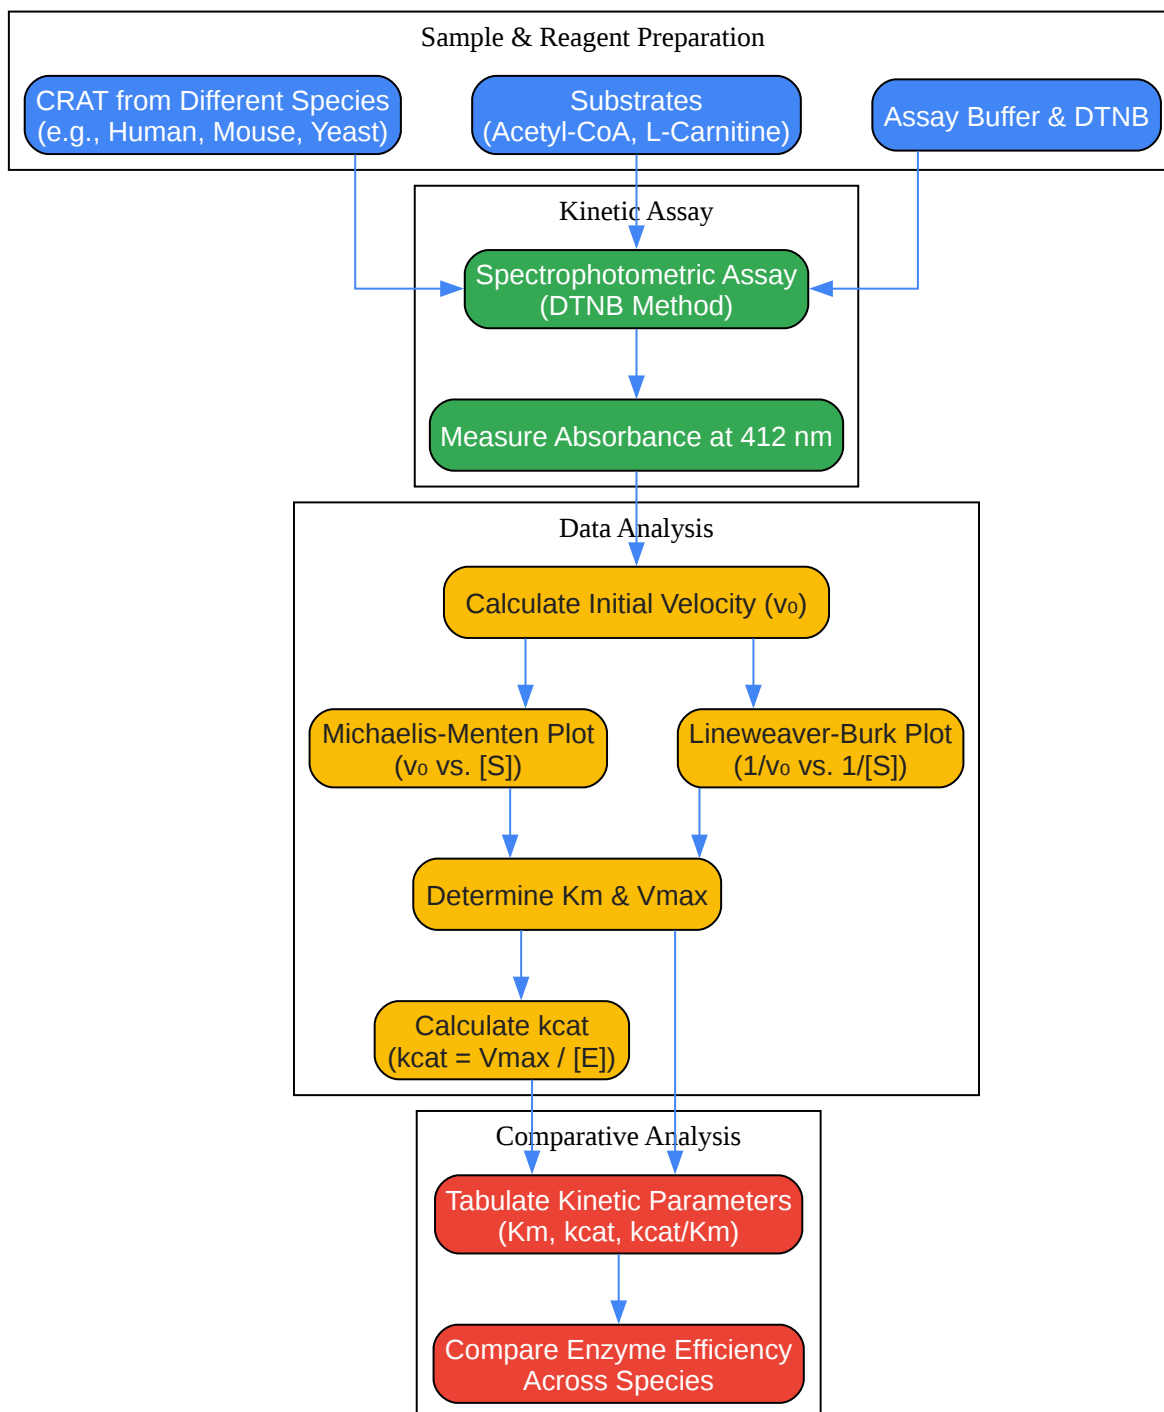 Sample & Reagent Preparation
CRAT from Different Species
(e.g., Human, Mouse, Yeast)
Substrates
(Acetyl-CoA, L-Carnitine)
Assay Buffer & DTNB
Kinetic Assay
Spectrophotometric Assay
(DTNB Method)
Measure Absorbance at 412 nm
Data Analysis
Calculate Initial Velocity (v₀)
Michaelis-Menten Plot
(v₀ vs. [S])
Lineweaver-Burk Plot
(1/v₀ vs. 1/[S])
Determine Km & Vmax
Calculate kcat
(kcat = Vmax / [E])
Comparative Analysis
Tabulate Kinetic Parameters
(Km, kcat, kcat/Km)
Compare Enzyme Efficiency
Across Species